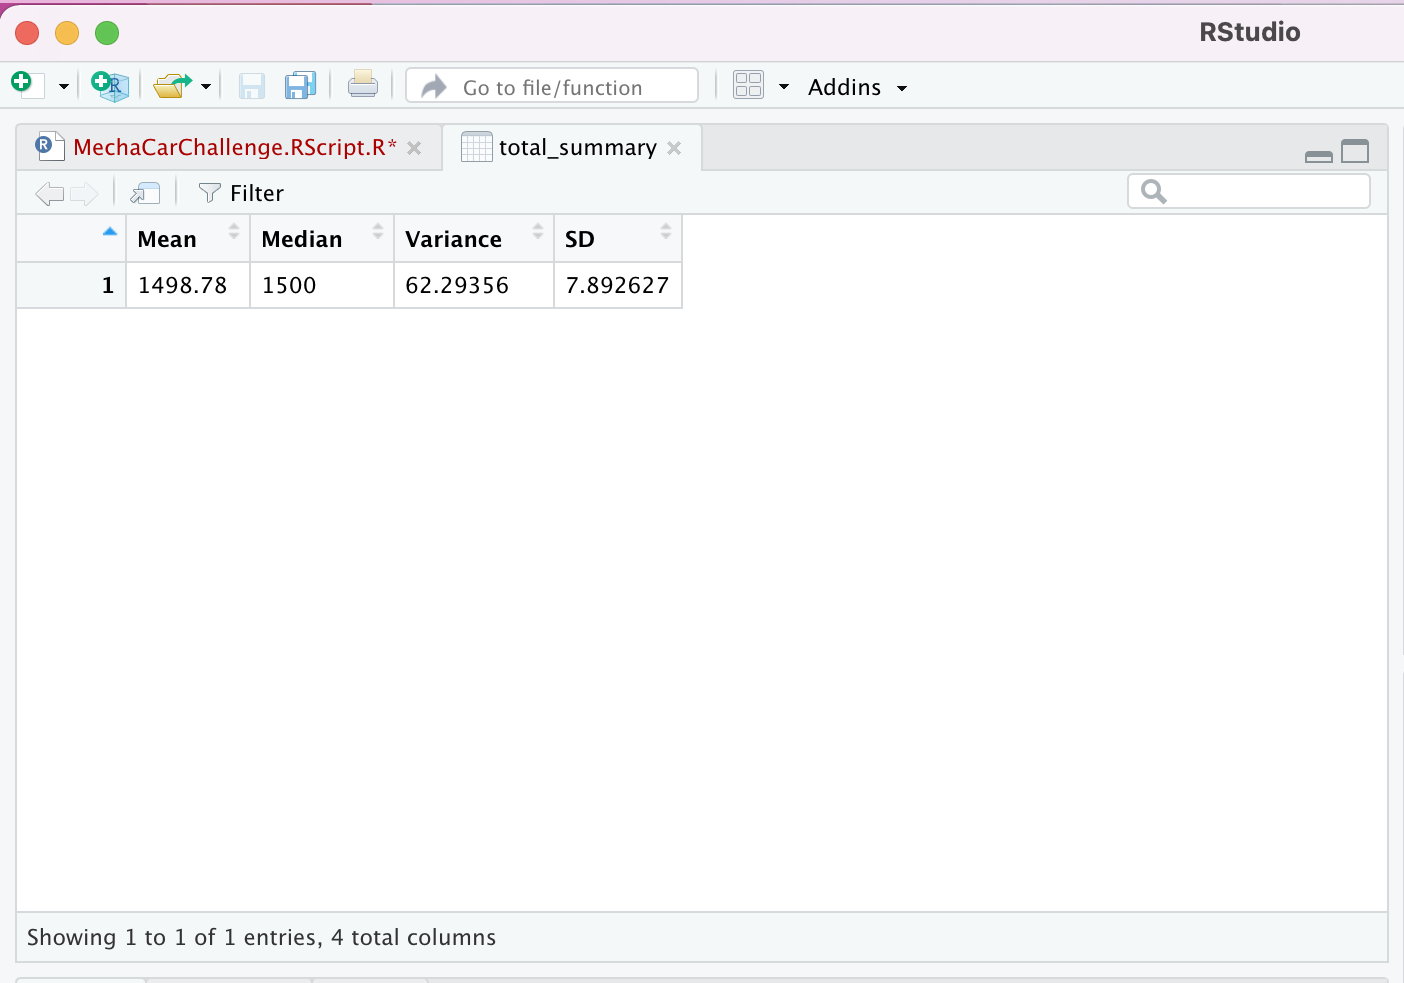 RStudio
Go to file/function
Addins
MechaCarChallenge.RScript.R*
total_summary
Filter
Mean Median Variance SD
1 1498.78 1500 62.29356 7.892627
Showing 1 to 1 of 1 entries, 4 total columns